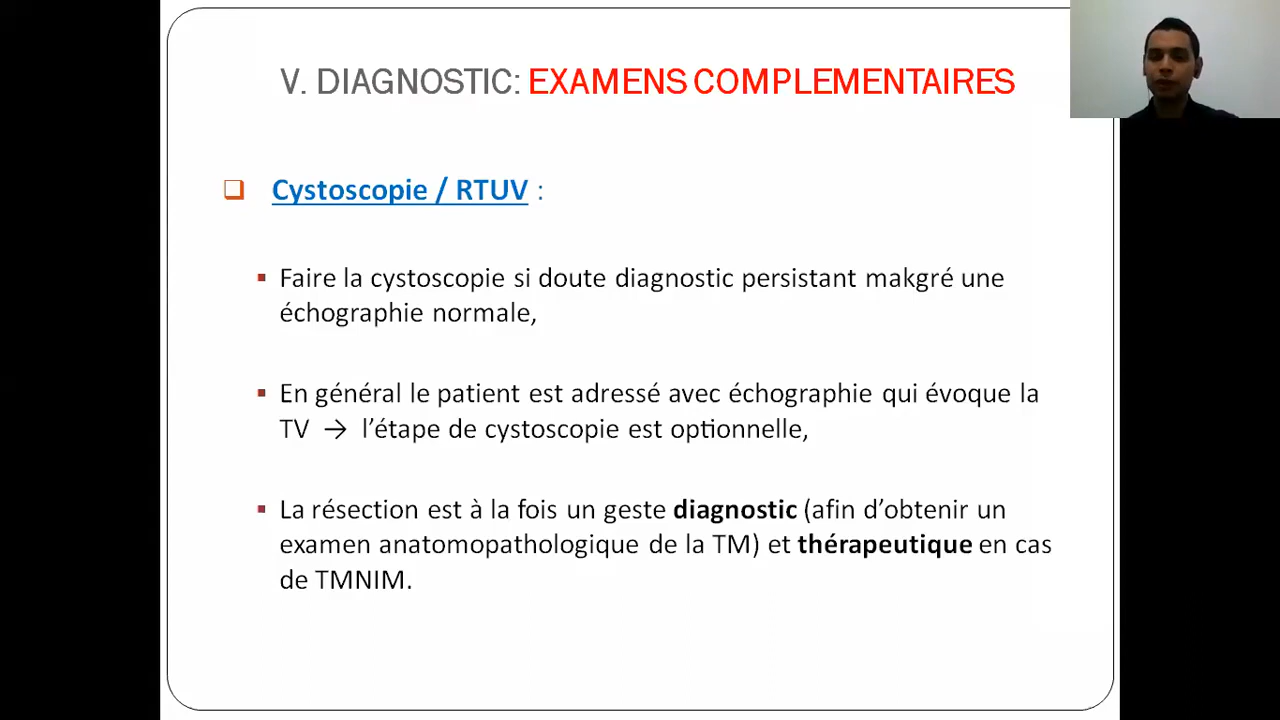 V. DIAGNOSTIC: EXAMENS COMPLEMENTAIRES
Cystoscopie / RTUV :
Faire la cystoscopie si doute diagnostic persistant makgré une
échographie normale,
En général le patient est adressé avec échographie qui évoque la
TV → l’étape de cystoscopie est optionnelle,
La résection est à la fois un geste diagnostic (afin d’obtenir un
examen anatomopathologique de la TM) et thérapeutique en cas
de TMNIM.